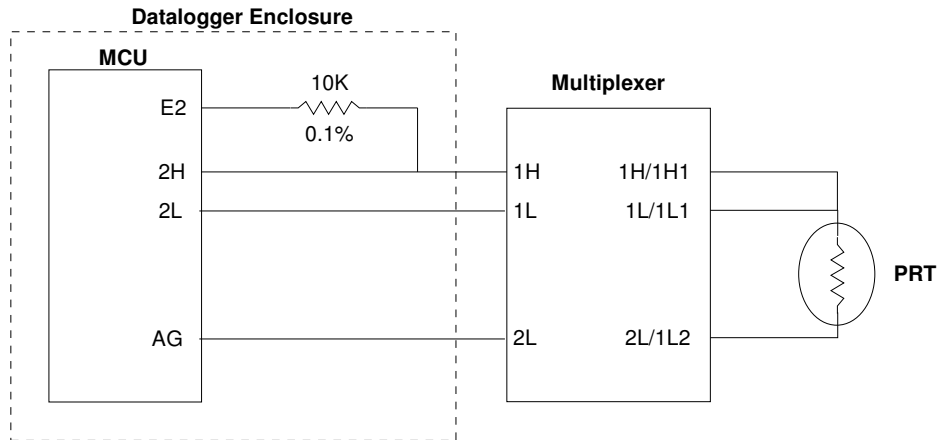 Datalogger Enclosure
MCU
10K
Multiplexer
E2
0.1%
2H
1H
1H/1H1
2L
1L
1L/1L1
PRT
AG
2L
2L/1L2